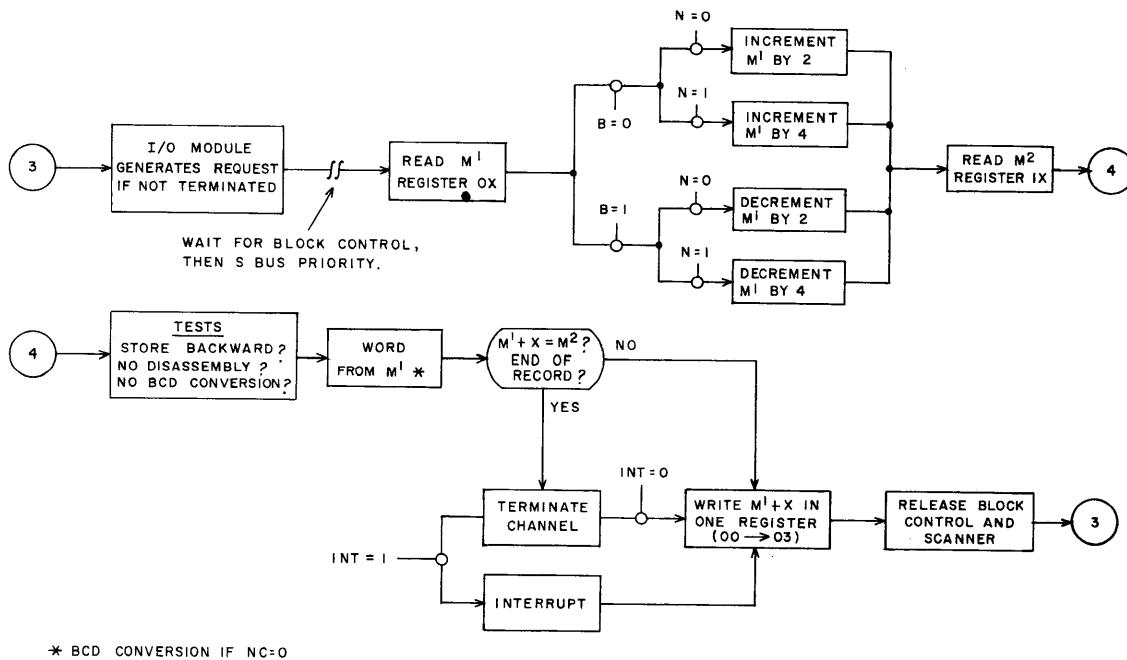 3
I/O MODULE
GENERATES REQUEST
IF NOT TERMINATED
WAIT FOR BLOCK CONTROL,
THEN S BUS PRIORITY.
READ M¹
REGISTER OX
B=0
B=1
N=0
INCREMENT
M¹ BY 2
N=1
INCREMENT
M¹ BY 4
N=0
DECREMENT
M¹ BY 2
N=1
DECREMENT
M¹ BY 4
READ M²
REGISTER IX
4
4
TESTS
STORE BACKWARD?
NO DISASSEMBLY?
NO BCD CONVERSION?
WORD
FROM M¹ *
M¹+X=M²?
END OF
RECORD?
NO
YES
TERMINATE
CHANNEL
INT=0
INT=1
INTERRUPT
WRITE M¹+X IN
ONE REGISTER
(00→03)
RELEASE BLOCK
CONTROL AND
SCANNER
3
* BCD CONVERSION IF NC=0